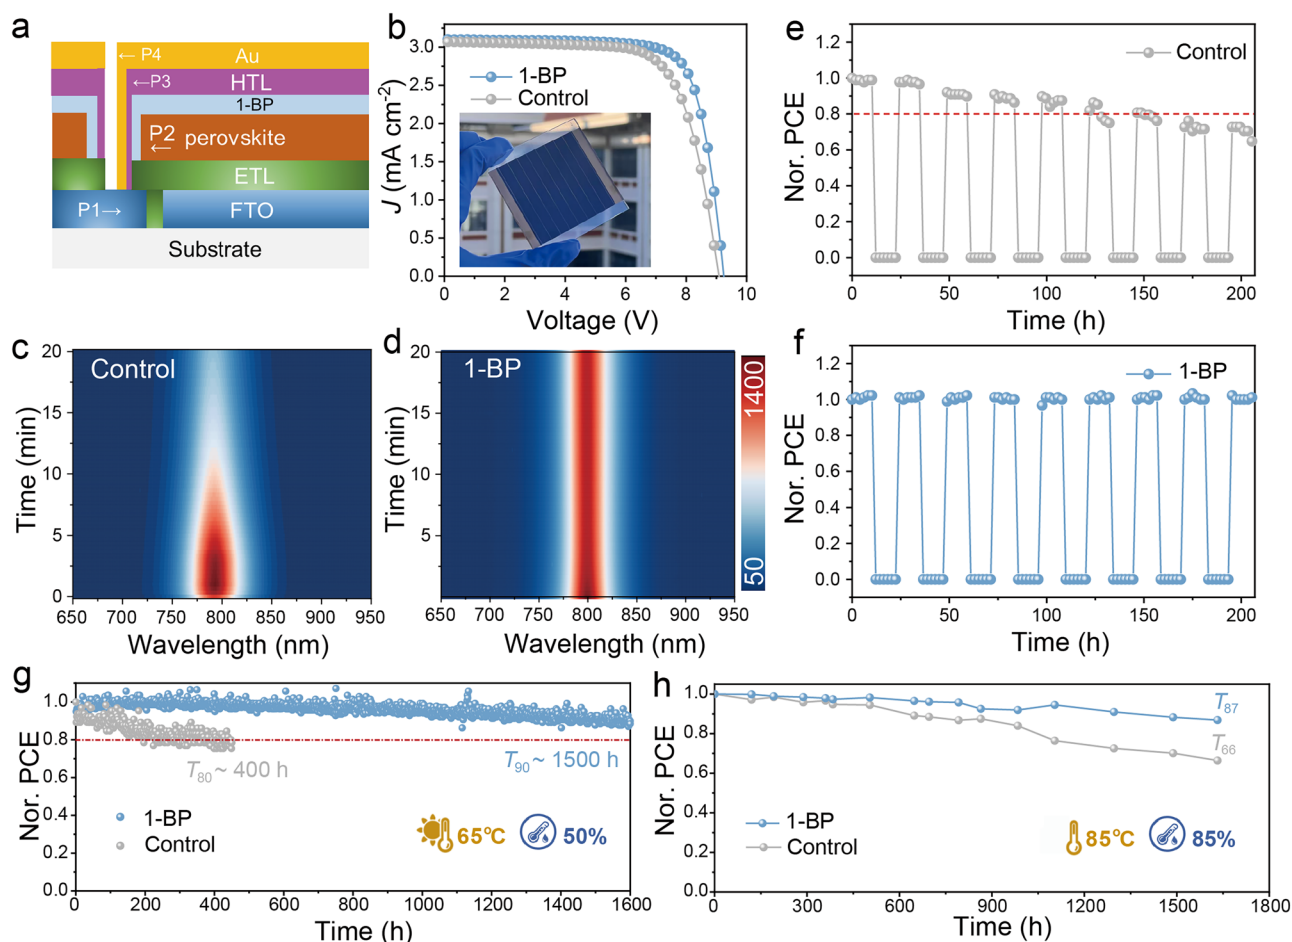 a
←P4
Au
←P3
HTL
1-BP
P2
←
perovskite
ETL
P1→
FTO
Substrate
b
J (mA cm⁻²)
3.0
2.5
2.0
1.5
1.0
0.5
0.0
1-BP
Control
0 2 4 6 8 10
Voltage (V)
e
Nor. PCE
1.2
1.0
0.8
0.6
0.4
0.2
0.0
Control
0 50 100 150 200
Time (h)
c
Control
Time (min)
20
15
10
5
0
650 700 750 800 850 900 950
Wavelength (nm)
d
1-BP
Time (min)
20
15
10
5
650 700 750 800 850 900 950
Wavelength (nm)
1400
50
f
Nor. PCE
1.2
1.0
0.8
0.6
0.4
0.2
0.0
1-BP
0 50 100 150 200
Time (h)
g
Nor. PCE
1.0
0.8
0.6
0.4
0.2
0.0
T₈₀ ~ 400 h
T₉₀ ~ 1500 h
1-BP
Control
65℃
50%
0 200 400 600 800 1000 1200 1400 1600
Time (h)
h
Nor. PCE
1.0
0.8
0.6
0.4
0.2
0.0
T₈₇
T₆₆
1-BP
Control
85℃
85%
0 300 600 900 1200 1500 1800
Time (h)